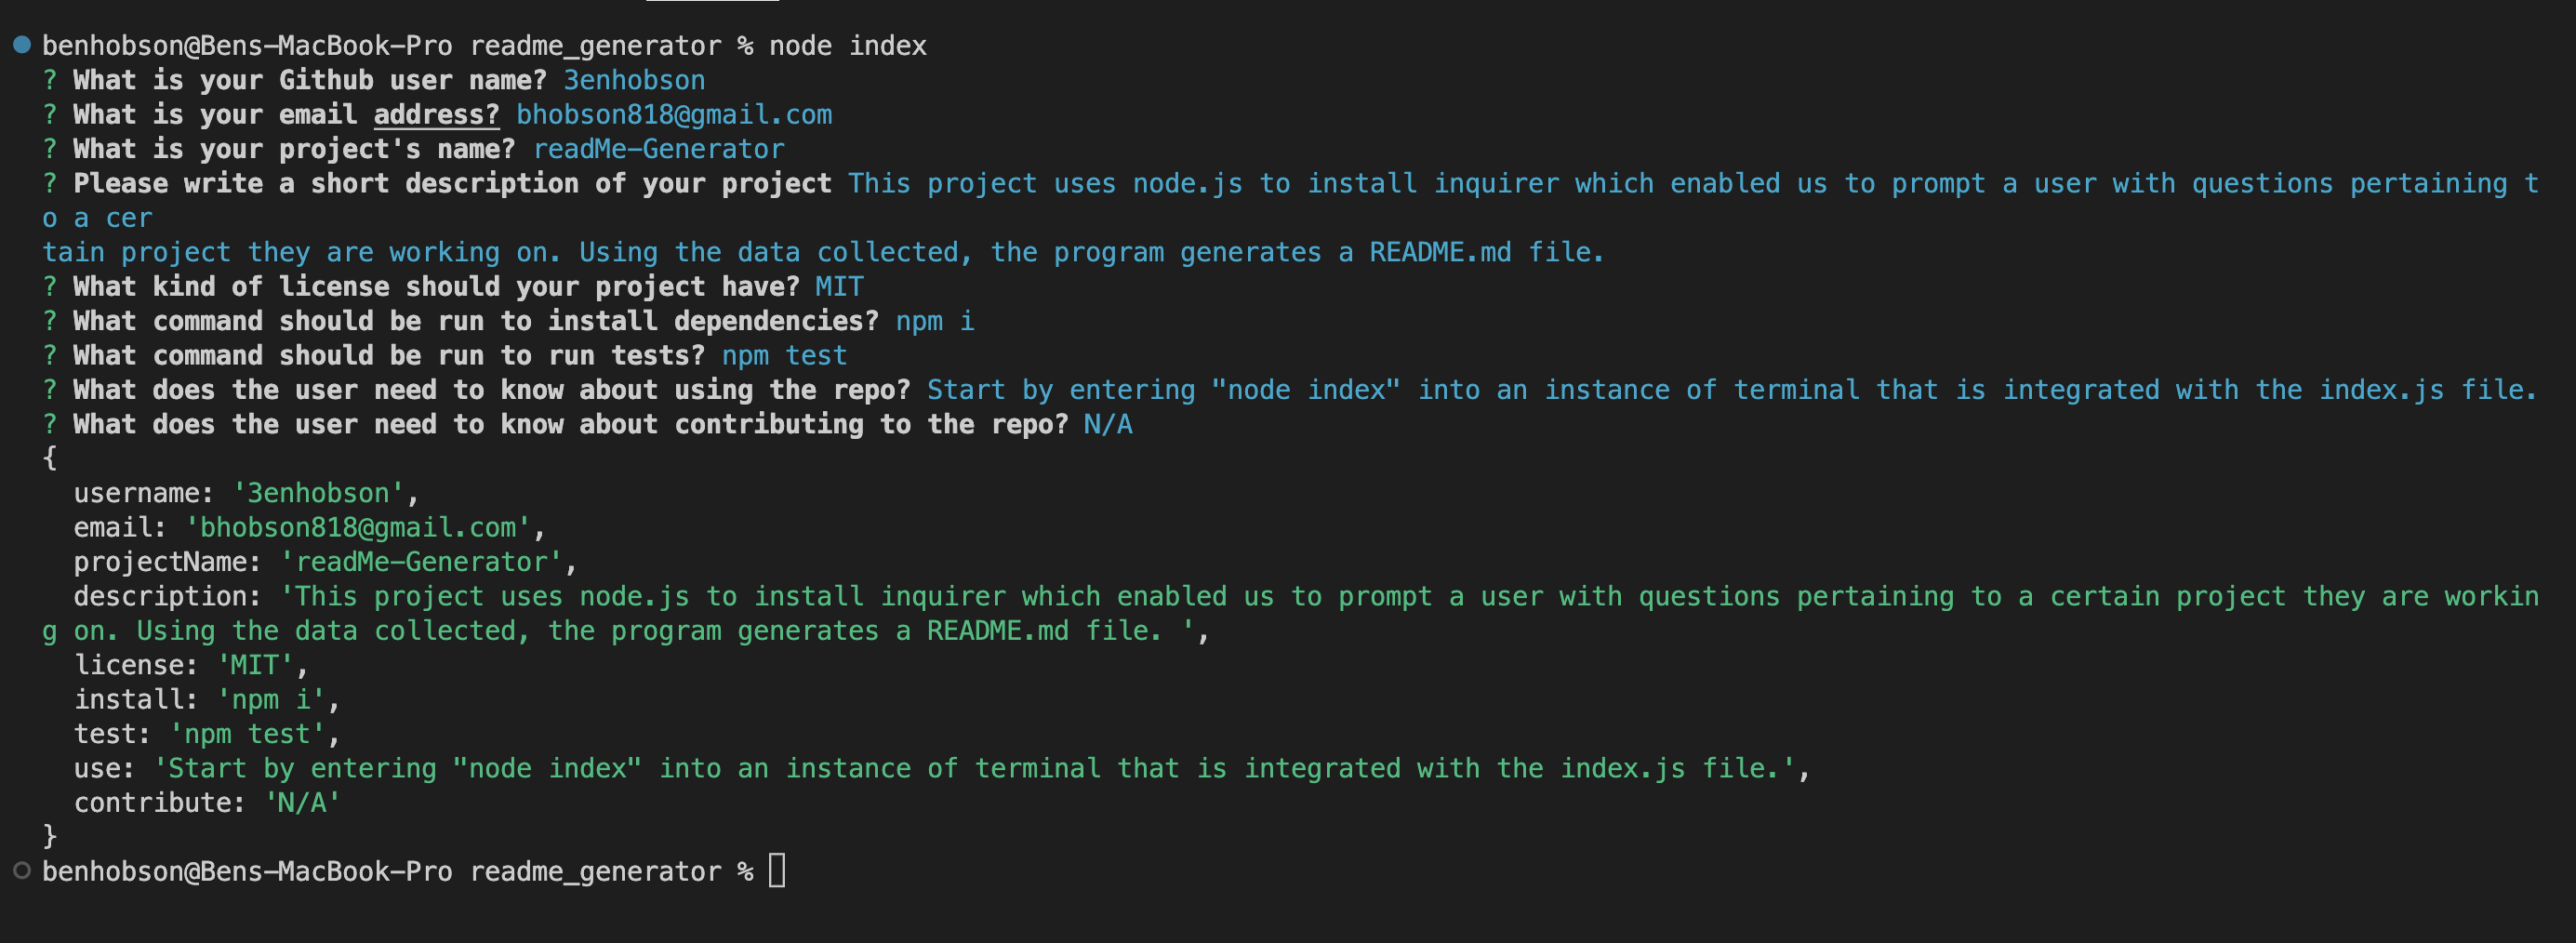 benhobson@Bens-MacBook-Pro readme_generator % node index
? What is your Github user name? 3enhobson
? What is your email address? bhobson818@gmail.com
? What is your project's name? readMe-Generator
? Please write a short description of your project This project uses node.js to install inquirer which enabled us to prompt a user with questions pertaining t
o a cer
tain project they are working on. Using the data collected, the program generates a README.md file.
? What kind of license should your project have? MIT
? What command should be run to install dependencies? npm i
? What command should be run to run tests? npm test
? What does the user need to know about using the repo? Start by entering "node index" into an instance of terminal that is integrated with the index.js file.
? What does the user need to know about contributing to the repo? N/A
{
  username: '3enhobson',
  email: 'bhobson818@gmail.com',
  projectName: 'readMe-Generator',
  description: 'This project uses node.js to install inquirer which enabled us to prompt a user with questions pertaining to a certain project they are workin
g on. Using the data collected, the program generates a README.md file. ',
  license: 'MIT',
  install: 'npm i',
  test: 'npm test',
  use: 'Start by entering "node index" into an instance of terminal that is integrated with the index.js file.',
  contribute: 'N/A'
}
benhobson@Bens-MacBook-Pro readme_generator %